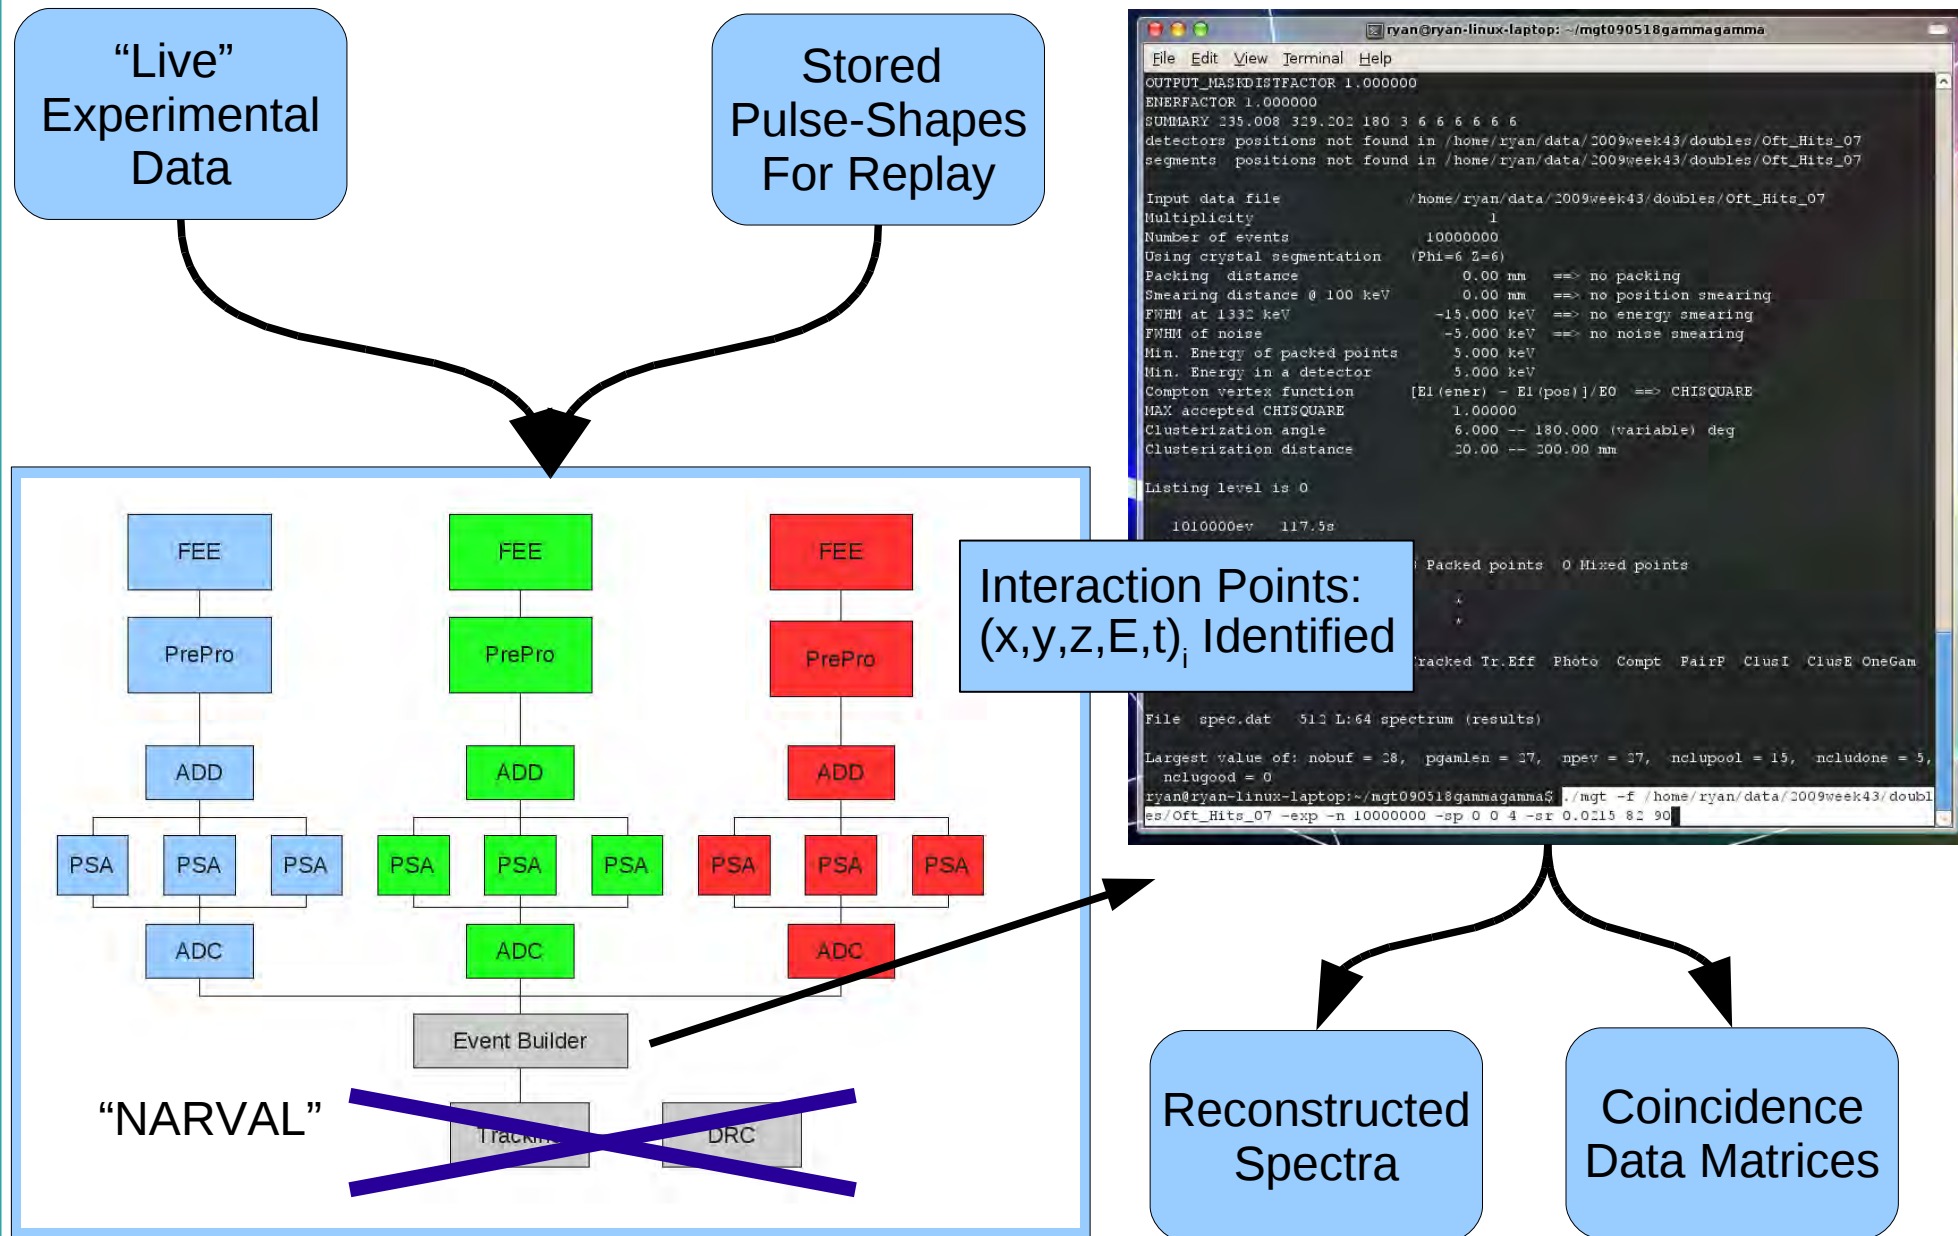 “Live”
Experimental
Data
Stored
Pulse-Shapes
For Replay
ryan@ryan-linux-laptop: ~/mgt090518gammagamma
File Edit View Terminal Help
OUTPUT_MASKDISTFACTOR 1.000000
ENERFACTOR 1.000000
SUMMARY 235.008 329.202 180 3 6 6 6 6 6 6
detectors positions not found in /home/ryan/data/2009week43/doubles/Oft_Hits_07
segments  positions not found in /home/ryan/data/2009week43/doubles/Oft_Hits_07
Input data file /home/ryan/data/2009week43/doubles/Oft_Hits_07
Multiplicity 1
Number of events 10000000
Using crystal segmentation (Phi=6 Z=6)
Packing distance 0.00 mm ==> no packing
Smearing distance @ 100 keV 0.00 mm ==> no position smearing
FWHM at 1332 keV -15.000 keV ==> no energy smearing
FWHM of noise -5.000 keV ==> no noise smearing
Min. Energy of packed points 5.000 keV
Min. Energy in a detector 5.000 keV
Compton vertex function [E1(ener) - E1(pos)]/E0 ==> CHISQUARE
MAX accepted CHISQUARE 1.00000
Clusterization angle 6.000 -- 180.000 (variable) deg
Clusterization distance 20.00 -- 200.00 mm
Listing level is 0
1010000ev 117.5s
Packed points 0 Mixed points
*
*
Tracked Tr.Eff Photo Compt PairP ClusI ClusE OneGam
File spec.dat 512 L:64 spectrum (results)
Largest value of: nobuf = 28, pgamlen = 27, npev = 27, nclupool = 15, ncludone = 5,
nclugood = 0
ryan@ryan-linux-laptop:~/mgt090518gammagamma$ ./mgt -f /home/ryan/data/2009week43/doubl
es/Oft_Hits_07 -exp -n 10000000 -sp 0 0 4 -sr 0.0215 82 90
Interaction Points:
(x,y,z,E,t)i Identified
FEE FEE FEE
PrePro PrePro PrePro
ADD ADD ADD
PSA PSA PSA PSA PSA PSA PSA PSA PSA
ADC ADC ADC
Event Builder
“NARVAL”
Tracking DRC
Reconstructed
Spectra
Coincidence
Data Matrices